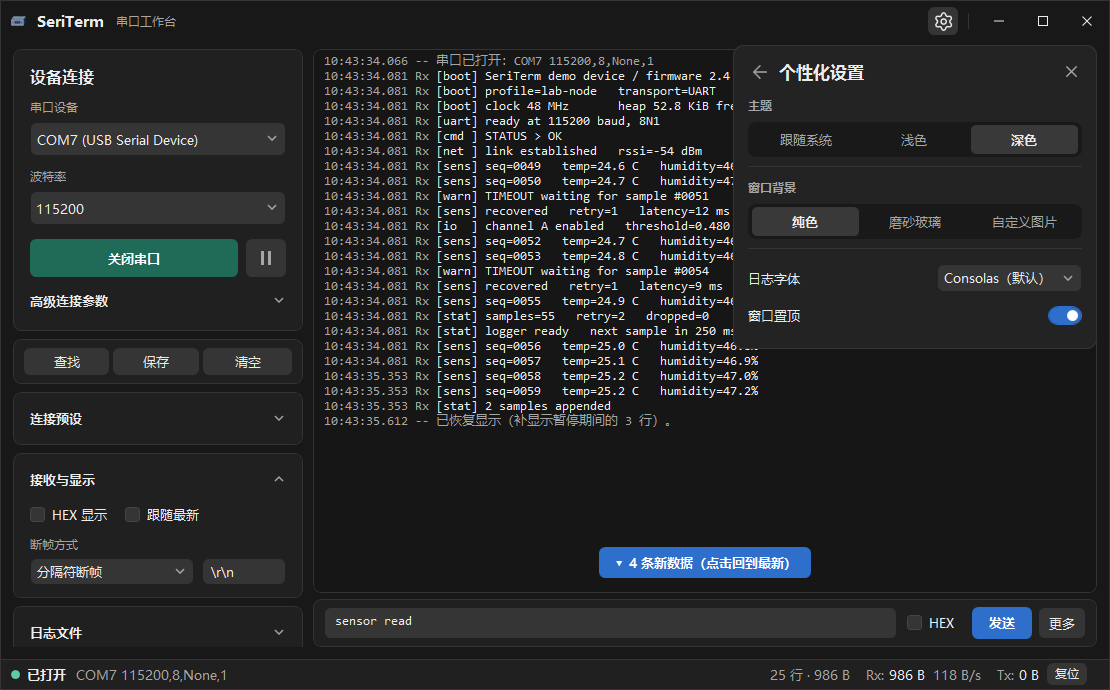 SeriTerm 串口工作台
设备连接
串口设备
COM7 (USB Serial Device)
波特率
115200
关闭串口
高级连接参数
查找 保存 清空
连接预设
接收与显示
HEX 显示 跟随最新
断帧方式
分隔符断帧 \r\n
日志文件
10:43:34.066 -- 串口已打开: COM7 115200,8,None,1
10:43:34.081 Rx [boot] SeriTerm demo device / firmware 2.4
10:43:34.081 Rx [boot] profile=lab-node transport=UART
10:43:34.081 Rx [boot] clock 48 MHz heap 52.8 KiB fre
10:43:34.081 Rx [uart] ready at 115200 baud, 8N1
10:43:34.081 Rx [cmd ] STATUS > OK
10:43:34.081 Rx [net ] link established rssi=-54 dBm
10:43:34.081 Rx [sens] seq=0049 temp=24.6 C humidity=46
10:43:34.081 Rx [sens] seq=0050 temp=24.7 C humidity=47
10:43:34.081 Rx [warn] TIMEOUT waiting for sample #0051
10:43:34.081 Rx [sens] recovered retry=1 latency=12 ms
10:43:34.081 Rx [io  ] channel A enabled threshold=0.480
10:43:34.081 Rx [sens] seq=0052 temp=24.7 C humidity=46
10:43:34.081 Rx [sens] seq=0053 temp=24.8 C humidity=46
10:43:34.081 Rx [warn] TIMEOUT waiting for sample #0054
10:43:34.081 Rx [sens] recovered retry=1 latency=9 ms
10:43:34.081 Rx [sens] seq=0055 temp=24.9 C humidity=46
10:43:34.081 Rx [stat] samples=55 retry=2 dropped=0
10:43:34.081 Rx [stat] logger ready next sample in 250 ms
10:43:34.081 Rx [sens] seq=0056 temp=25.0 C
10:43:34.081 Rx [sens] seq=0057 temp=25.1 C humidity=46.9%
10:43:35.353 Rx [sens] seq=0058 temp=25.2 C humidity=47.0%
10:43:35.353 Rx [sens] seq=0059 temp=25.2 C humidity=47.2%
10:43:35.353 Rx [stat] 2 samples appended
10:43:35.612 -- 已恢复显示（补显示暂停期间的 3 行）。
▼ 4 条新数据（点击回到最新）
sensor read
HEX 发送 更多
个性化设置
主题
跟随系统 浅色 深色
窗口背景
纯色 磨砂玻璃 自定义图片
日志字体 Consolas（默认）
窗口置顶
已打开 COM7 115200,8,None,1
25 行 · 986 B Rx: 986 B 118 B/s Tx: 0 B 复位